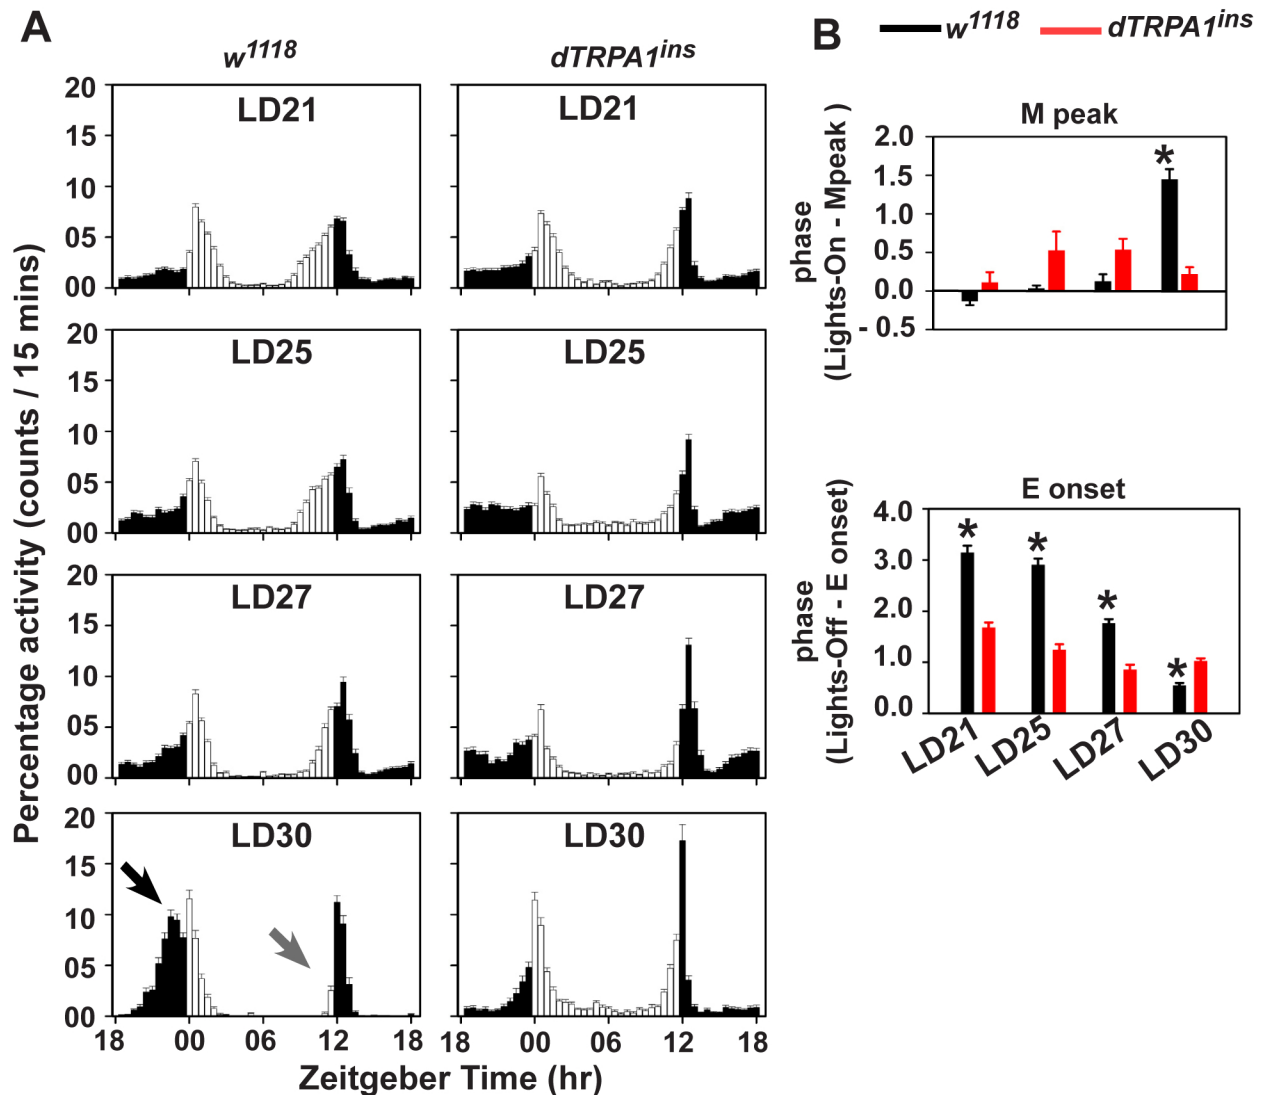 A
w1118
dTRPA1ins
Percentage activity (counts / 15 mins)
20
15
10
05
00
LD21
LD21
20
15
10
05
00
LD25
LD25
20
15
10
05
00
LD27
LD27
20
15
10
05
00
LD30
LD30
18 00 06 12 18
18 00 06 12 18
Zeitgeber Time (hr)
B
w1118 dTRPA1ins
M peak
phase
(Lights-On - Mpeak )
2.0
1.5
1.0
0.5
0.0
- 0.5
*
E onset
phase
(Lights-Off - E onset)
4.0
3.0
2.0
1.0
0.0
* * * *
LD21 LD25 LD27 LD30